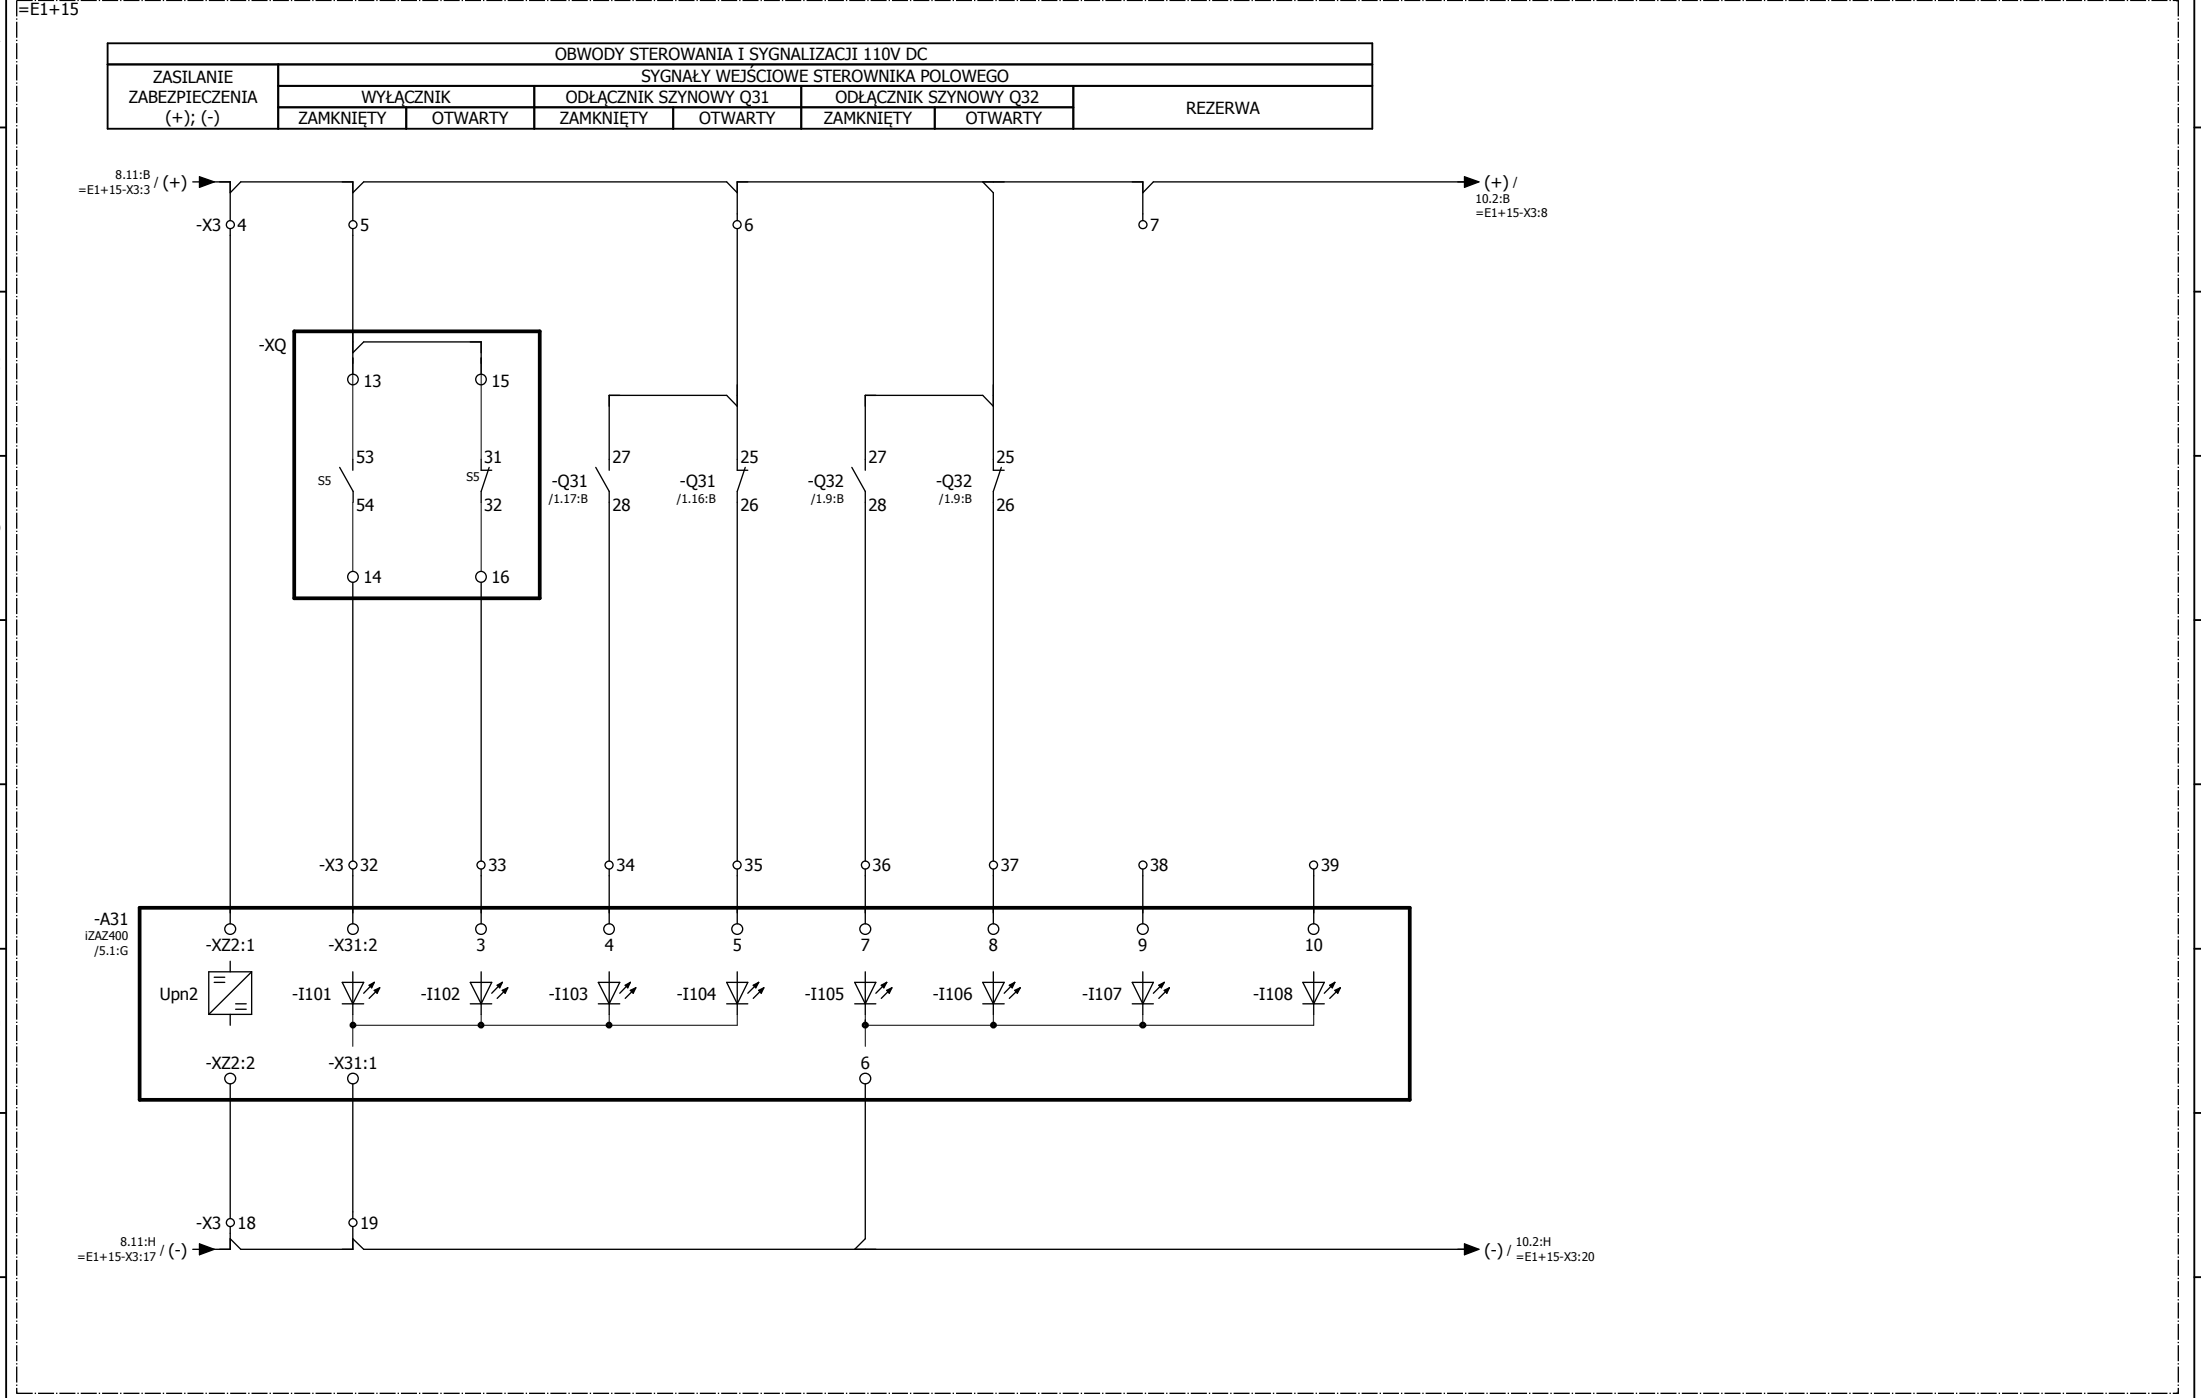 =E1+15
OBWODY STEROWANIA I SYGNALIZACJI 110V DC
ZASILANIE
ZABEZPIECZENIA
(+); (-)
SYGNAŁY WEJŚCIOWE STEROWNIKA POLOWEGO
WYŁĄCZNIK ODŁĄCZNIK SZYNOWY Q31 ODŁĄCZNIK SZYNOWY Q32 REZERWA
ZAMKNIĘTY OTWARTY ZAMKNIĘTY OTWARTY ZAMKNIĘTY OTWARTY
8.11:B
=E1+15-X3:3 / (+)
(+) /
10.2:B
=E1+15-X3:8
-X3 4 5 6 7
-XQ
13 15
53 31 27 25 27 25
S5 S5 -Q31 -Q31 -Q32 -Q32
/1.17:B /1.16:B /1.9:B /1.9:B
54 32 28 26 28 26
14 16
-X3 32 33 34 35 36 37 38 39
-A31
iZAZ400
/5.1:G
-XZ2:1 -X31:2 3 4 5 7 8 9 10
Upn2 -I101 -I102 -I103 -I104 -I105 -I106 -I107 -I108
-XZ2:2 -X31:1 6
-X3 18 19
8.11:H
=E1+15-X3:17 / (-)
(-) / 10.2:H
=E1+15-X3:20